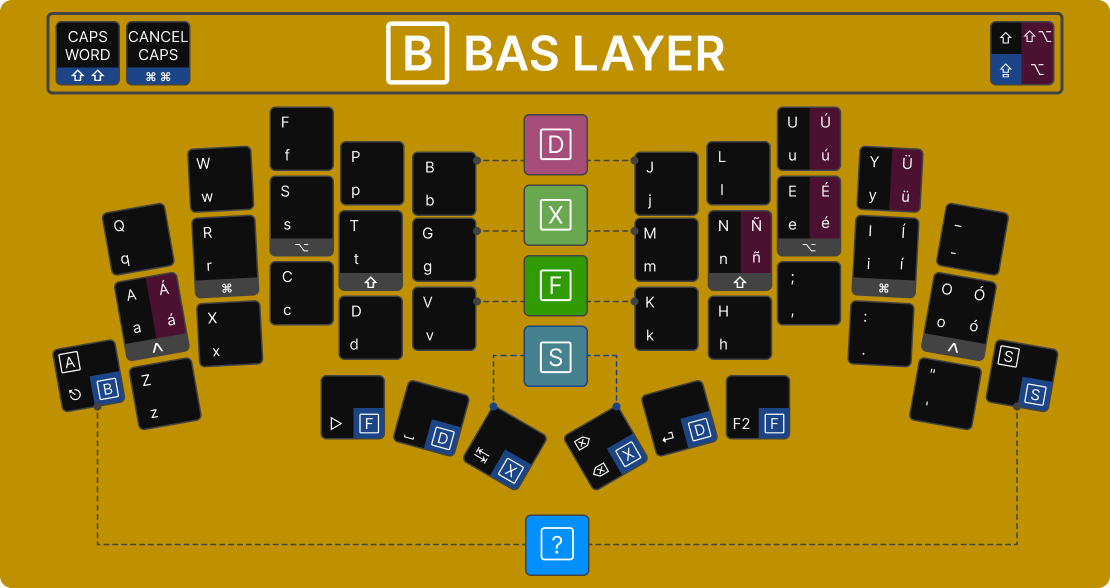 CAPS
WORD
⇧ ⇧
CANCEL
CAPS
⌘ ⌘
B BAS LAYER
⇧ ⇧⌥
⇪ ⌥
Q
q
A Á
a á
^
A
B
Z
z
W
w
R
r
⌘
X
x
F
f
S
s
⌥
C
c
P
p
T
t
⇧
D
d
B
b
G
g
V
v
D
X
F
S
J
j
M
m
K
k
L
l
N Ñ
n ñ
⇧
H
h
U Ú
u ú
E É
e é
⌥
;
,
Y Ü
y ü
I Í
i í
⌘
:
.
–
-
O Ó
o ó
^
"
'
S
S
▷ F
⎵ D
↹ X
⌫
⌦ X
↵ D
F2 F
?